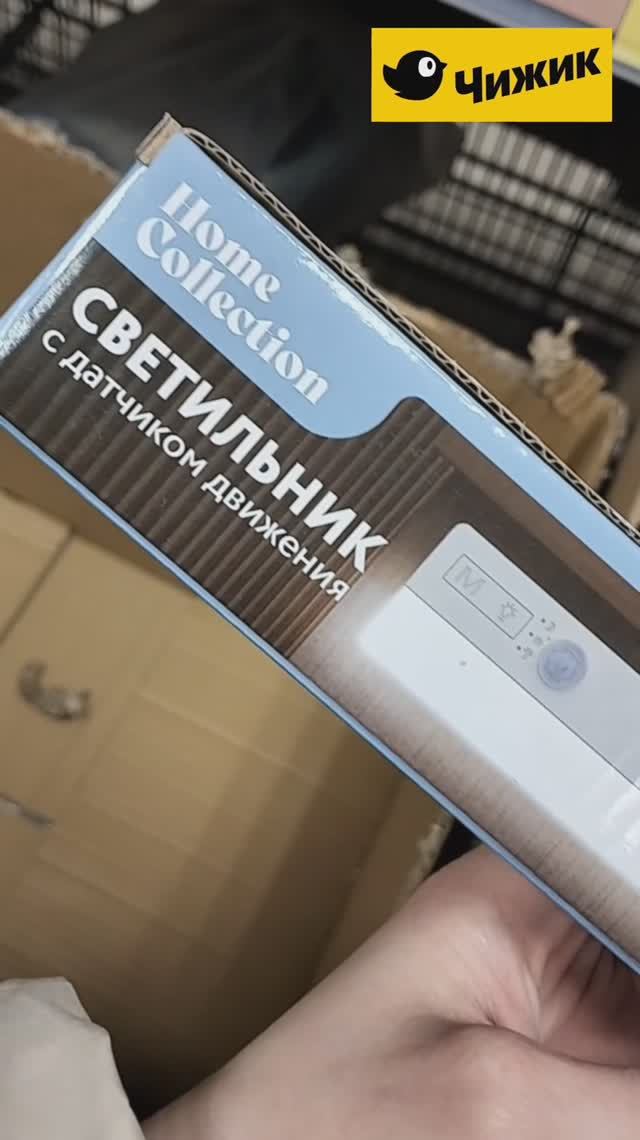 Чижик
Home
Collection
СВЕТИЛЬНИК
с датчиком движения
M